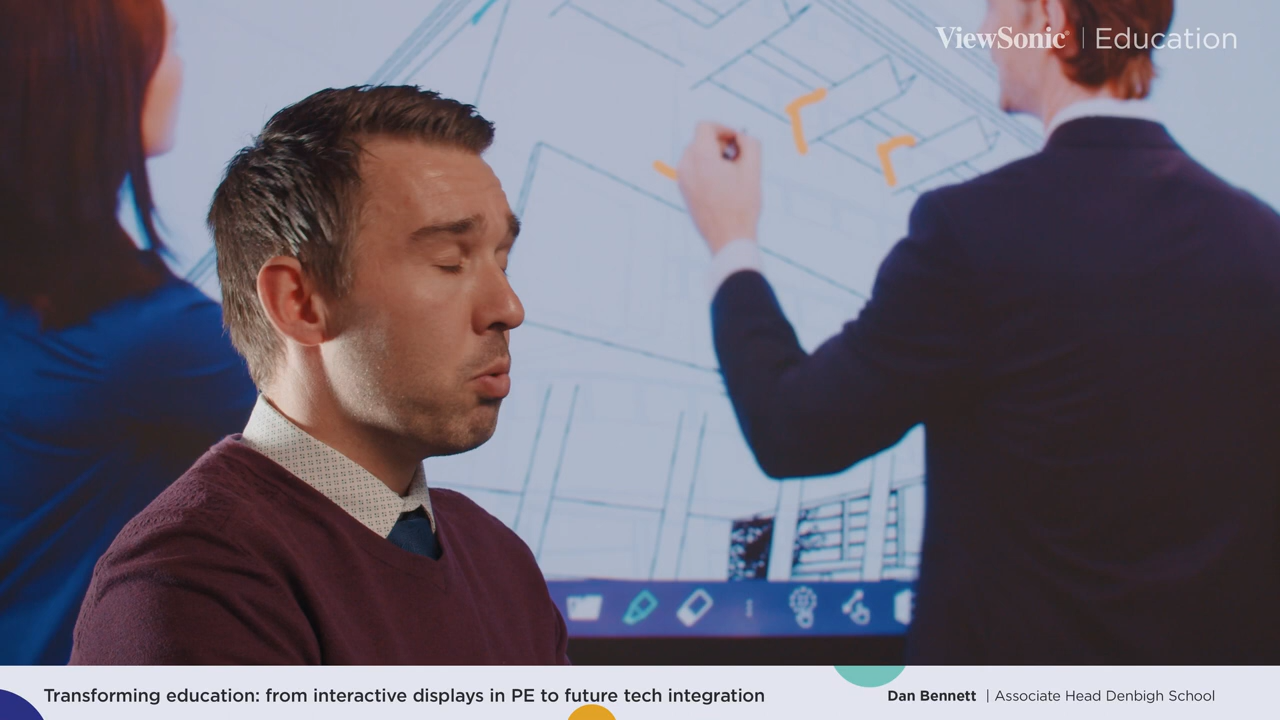 ViewSonic® | Education
Transforming education: from interactive displays in PE to future tech integration
Dan Bennett | Associate Head Denbigh School